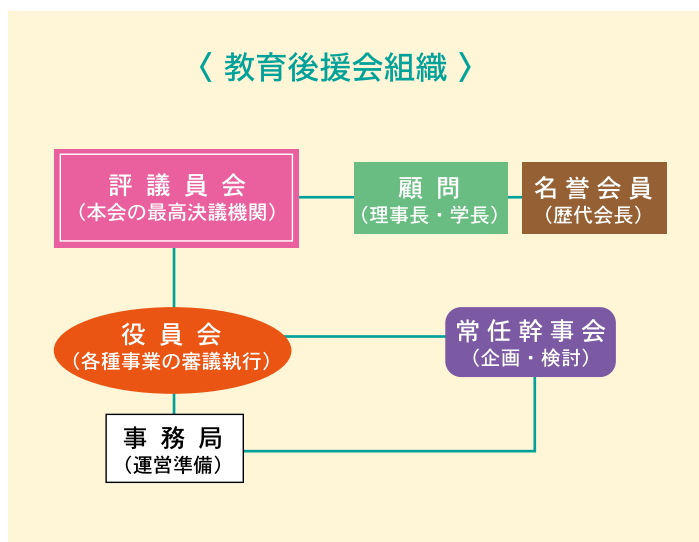 〈 教育後援会組織 〉
評議員会
（本会の最高決議機関）
顧問
（理事長・学長）
名誉会員
（歴代会長）
役員会
（各種事業の審議執行）
常任幹事会
（企画・検討）
事務局
（運営準備）